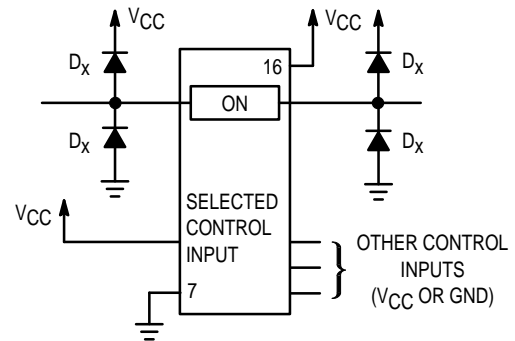 VCC
VCC
16
DX
DX
ON
DX
DX
VCC
SELECTED
CONTROL
INPUT
7
OTHER CONTROL
INPUTS
(VCC OR GND)